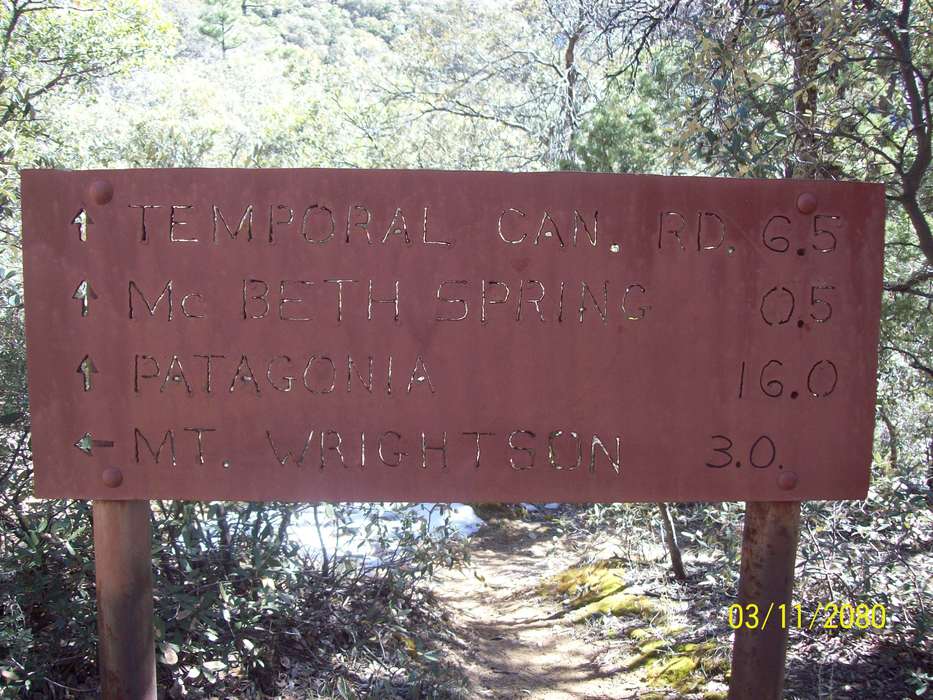 ↑ TEMPORAL CAN. RD. 6.5
↑ Mc BETH SPRING 0.5
↑ PATAGONIA 16.0
← MT. WRIGHTSON 3.0.
03/11/2080